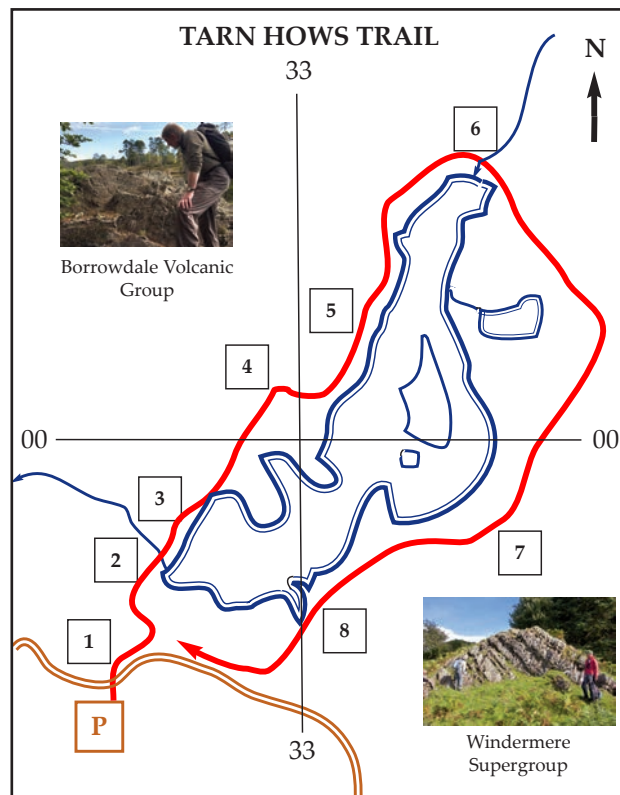 TARN HOWS TRAIL
33
N
6
Borrowdale Volcanic
Group
5
4
00
00
3
2
7
1
8
P
33
Windermere
Supergroup